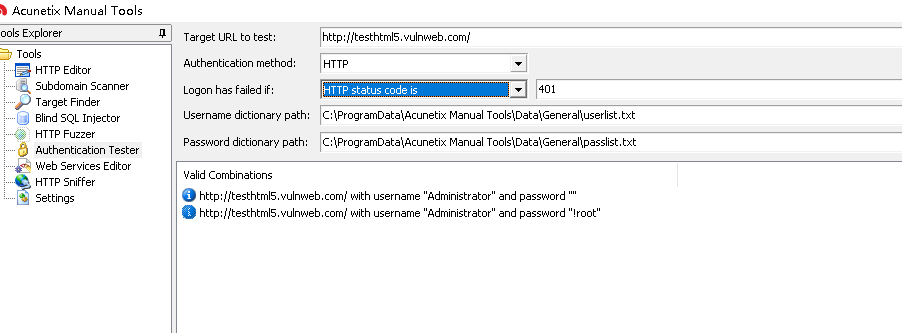 Acunetix Manual Tools
ools Explorer
Tools
HTTP Editor
Subdomain Scanner
Target Finder
Blind SQL Injector
HTTP Fuzzer
Authentication Tester
Web Services Editor
HTTP Sniffer
Settings
Target URL to test: http://testhtml5.vulnweb.com/
Authentication method: HTTP
Logon has failed if: HTTP status code is 401
Username dictionary path: C:\ProgramData\Acunetix Manual Tools\Data\General\userlist.txt
Password dictionary path: C:\ProgramData\Acunetix Manual Tools\Data\General\passlist.txt
Valid Combinations
http://testhtml5.vulnweb.com/ with username "Administrator" and password ""
http://testhtml5.vulnweb.com/ with username "Administrator" and password "!root"